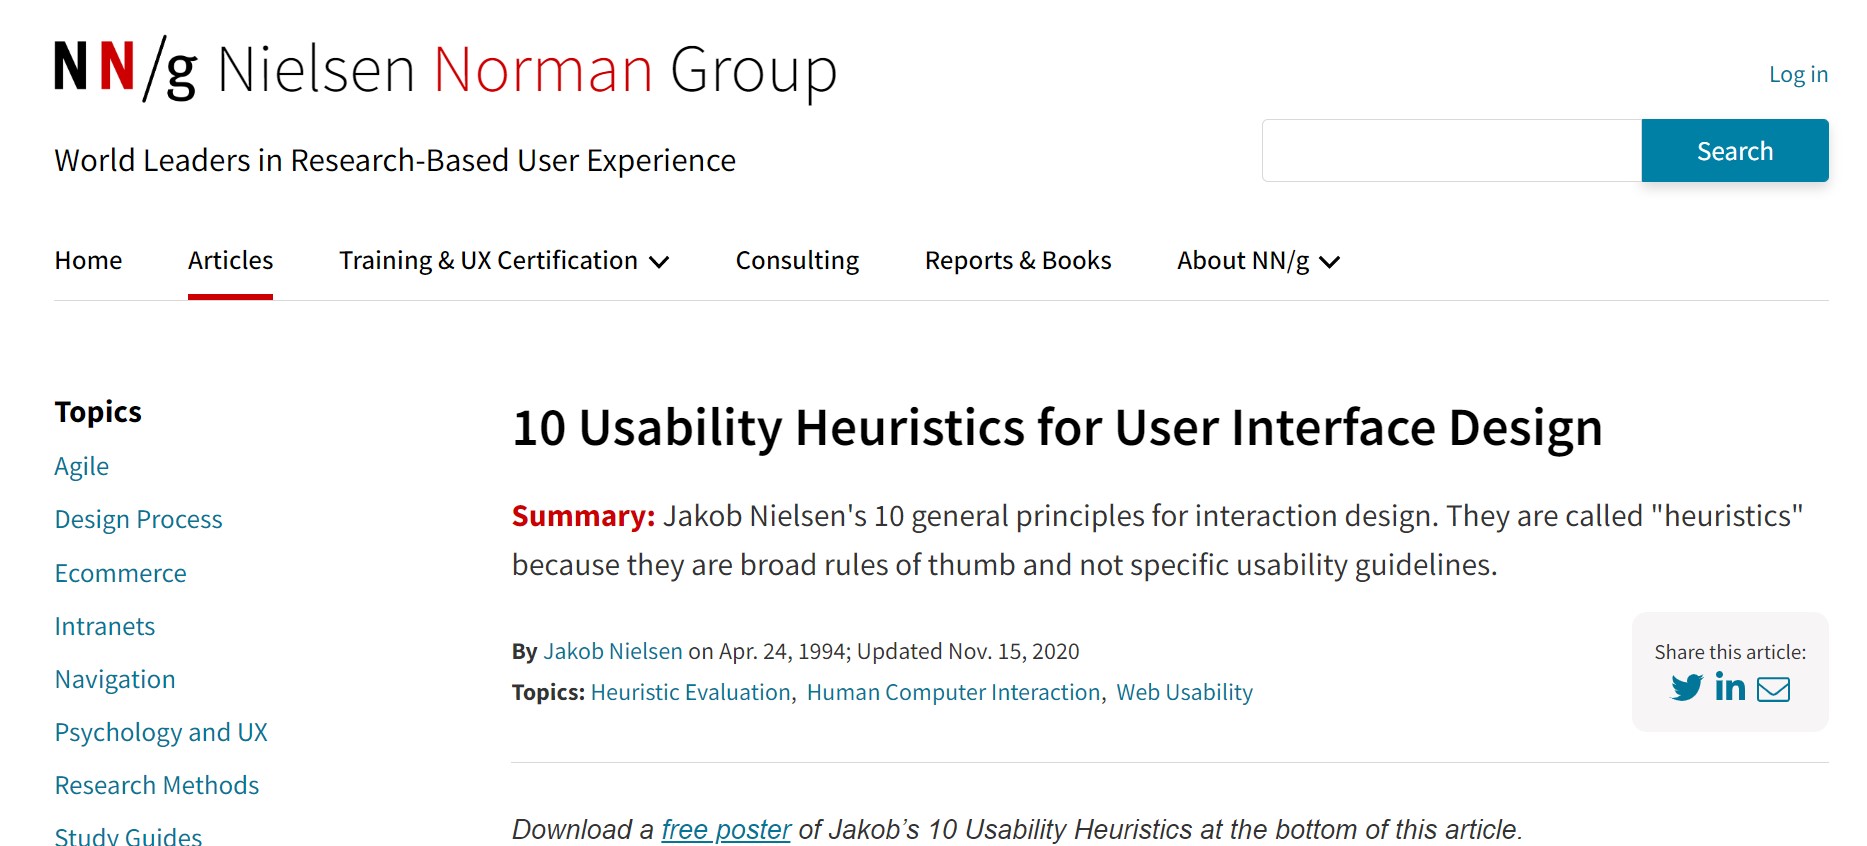 NN/g Nielsen Norman Group
Log in
World Leaders in Research-Based User Experience
Search
Home Articles Training & UX Certification Consulting Reports & Books About NN/g
Topics
Agile
Design Process
Ecommerce
Intranets
Navigation
Psychology and UX
Research Methods
Study Guides
10 Usability Heuristics for User Interface Design
Summary: Jakob Nielsen's 10 general principles for interaction design. They are called "heuristics"
because they are broad rules of thumb and not specific usability guidelines.
By Jakob Nielsen on Apr. 24, 1994; Updated Nov. 15, 2020
Topics: Heuristic Evaluation, Human Computer Interaction, Web Usability
Share this article:
in
Download a free poster of Jakob’s 10 Usability Heuristics at the bottom of this article.